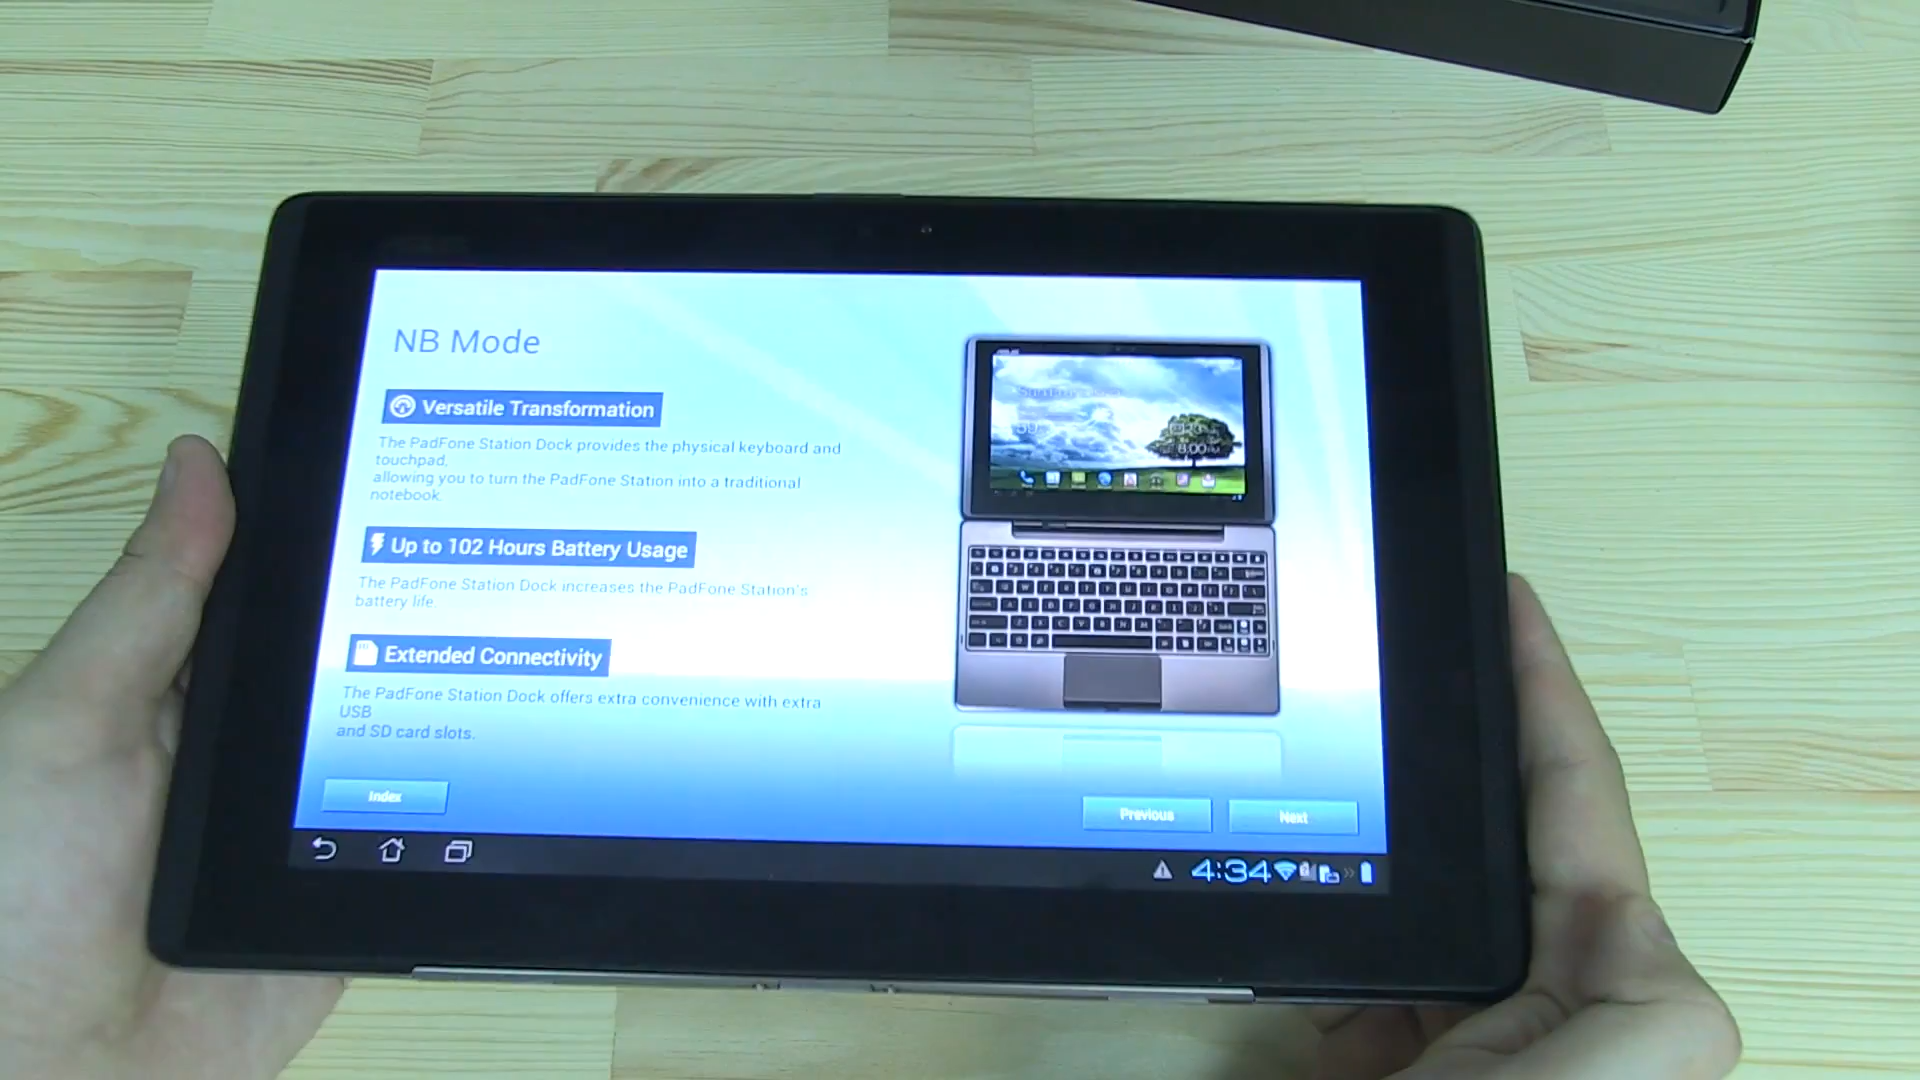 NB Mode
Versatile Transformation
The PadFone Station Dock provides the physical keyboard and
touchpad,
allowing you to turn the PadFone Station into a traditional
notebook.
Up to 102 Hours Battery Usage
The PadFone Station Dock increases the PadFone Station's
battery life.
Extended Connectivity
The PadFone Station Dock offers extra convenience with extra
USB
and SD card slots.
Index
Previous
Next
4:34